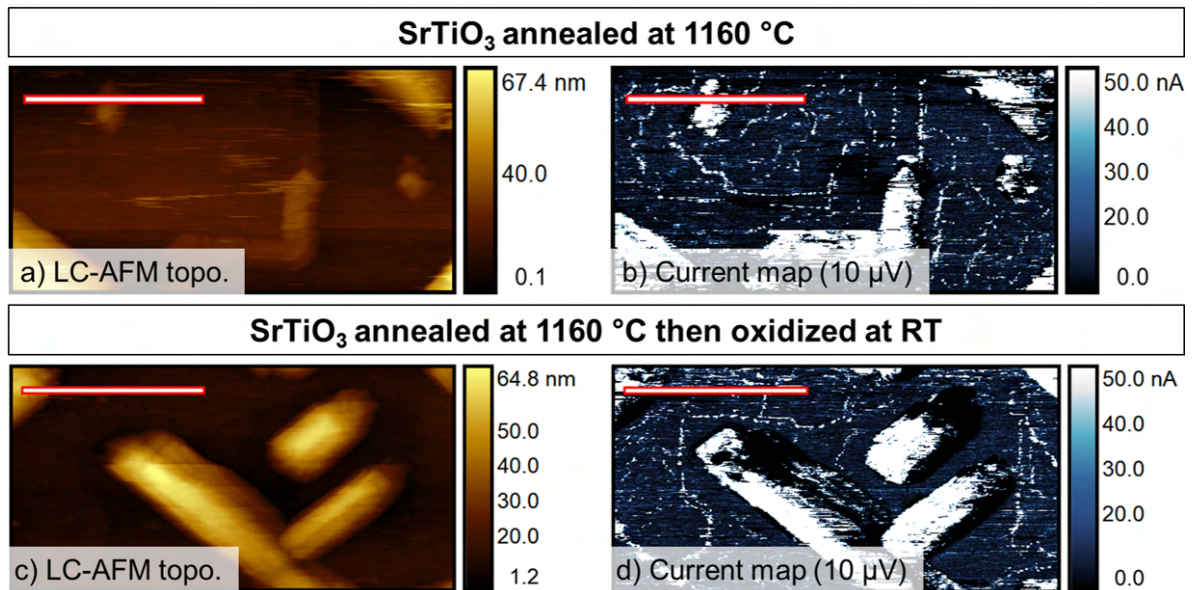 SrTiO3 annealed at 1160 °C
67.4 nm
40.0
0.1
a) LC-AFM topo.
50.0 nA
40.0
30.0
20.0
0.0
b) Current map (10 µV)
SrTiO3 annealed at 1160 °C then oxidized at RT
64.8 nm
50.0
40.0
30.0
20.0
1.2
c) LC-AFM topo.
50.0 nA
40.0
30.0
20.0
0.0
d) Current map (10 µV)